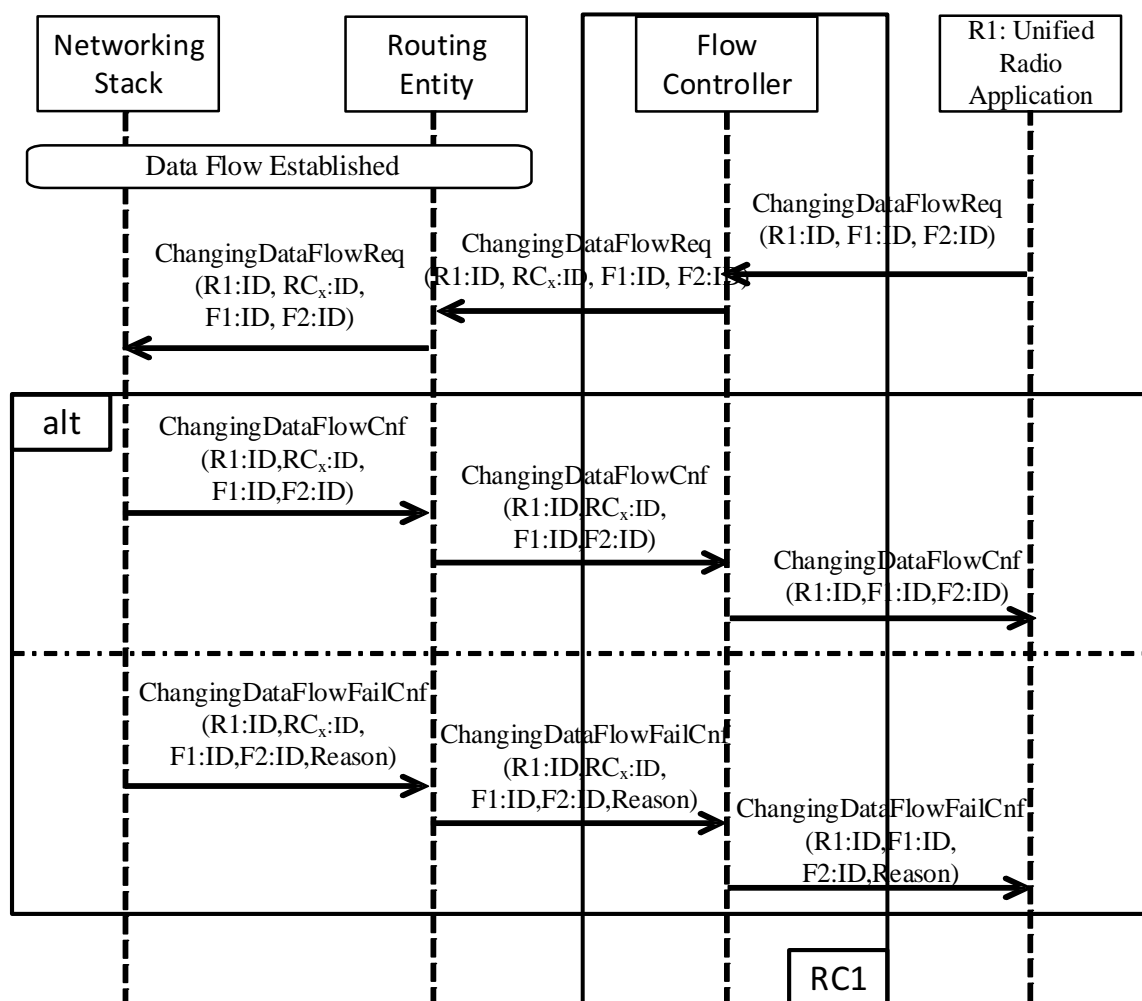 Networking
Stack
Routing
Entity
Flow
Controller
R1: Unified
Radio
Application
Data Flow Established
ChangingDataFlowReq
(R1:ID, F1:ID, F2:ID)
ChangingDataFlowReq
(R1:ID, RCx:ID, F1:ID, F2:ID)
ChangingDataFlowReq
(R1:ID, RCx:ID,
F1:ID, F2:ID)
alt
ChangingDataFlowCnf
(R1:ID,RCx:ID,
F1:ID,F2:ID)
ChangingDataFlowCnf
(R1:ID,RCx:ID,
F1:ID,F2:ID)
ChangingDataFlowCnf
(R1:ID,F1:ID,F2:ID)
ChangingDataFlowFailCnf
(R1:ID,RCx:ID,
F1:ID,F2:ID,Reason)
ChangingDataFlowFailCnf
(R1:ID,RCx:ID,
F1:ID,F2:ID,Reason)
ChangingDataFlowFailCnf
(R1:ID,F1:ID,
F2:ID,Reason)
RC1